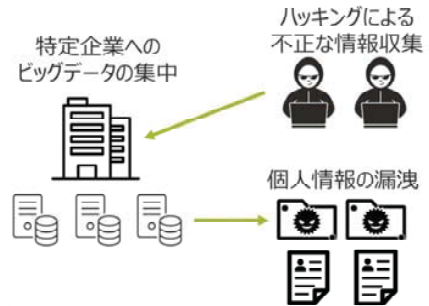 ハッキングによる
不正な情報収集
特定企業への
ビッグデータの集中
個人情報の漏洩